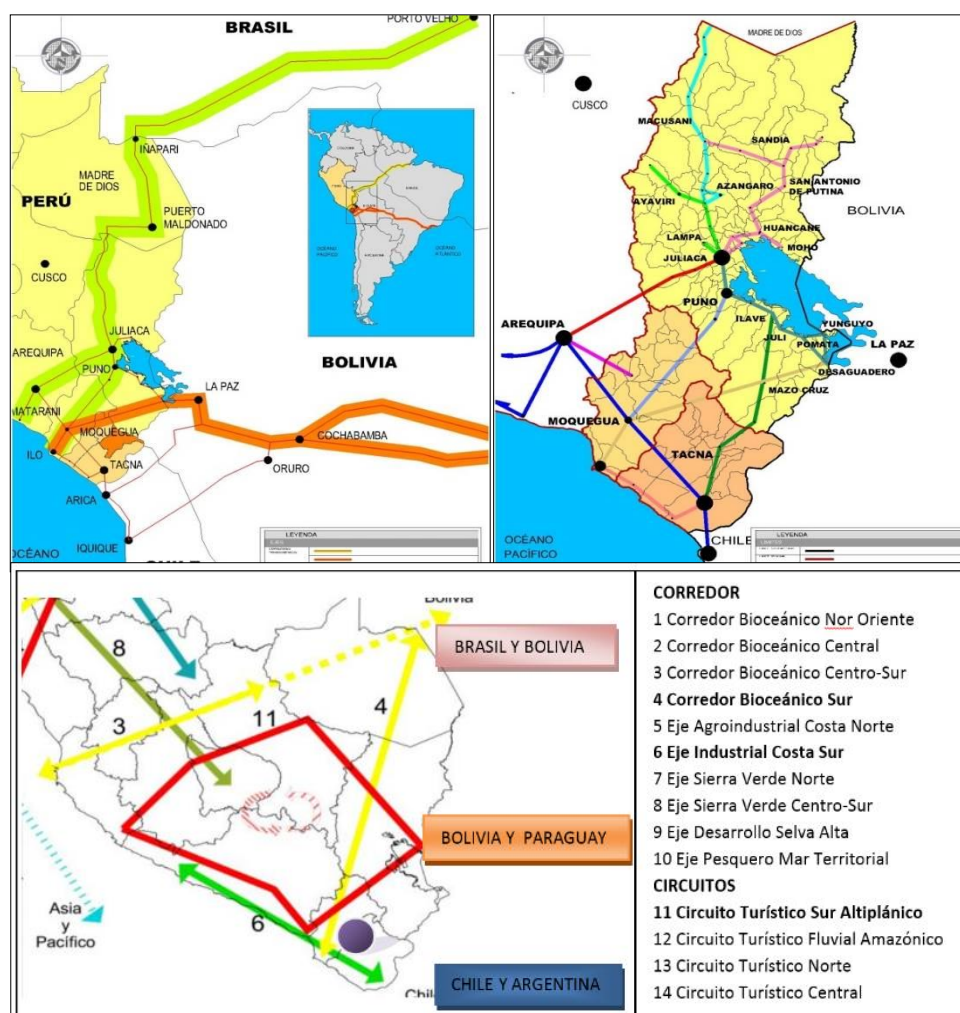 PORTO VELHO
BRASIL
IÑAPARI
MADRE
DE DIOS
PERÚ
PUERTO
MALDONADO
CUSCO
JULIACA
AREQUIPA
PUNO
BOLIVIA
LA PAZ
MATARANI
MOQUEGUA
COCHABAMBA
ILO
TACNA
ORURO
ARICA
IQUIQUE
OCÉANO
LEYENDA
OCÉANO
PACÍFICO
OCÉANO
ATLÁNTICO
MADRE DE DIOS
CUSCO
MACUSANI
SANDIA
AZANGARO
SAN ANTONIO
DE PUTINA
AYAVIRI
BOLIVIA
HUANCANE
LAMPA
MOHO
JULIACA
PUNO
AREQUIPA
ILAVE
YUNGUYO
JULI
POMATA
LA PAZ
DESAGUADERO
MAZO CRUZ
MOQUEGUA
TACNA
OCÉANO
PACÍFICO
CHILE
LEYENDA
Bolivia
8
BRASIL Y BOLIVIA
11
4
3
BOLIVIA Y PARAGUAY
Asia
y
Pacífico
6
CHILE Y ARGENTINA
CORREDOR
1 Corredor Bioceánico Nor Oriente
2 Corredor Bioceánico Central
3 Corredor Bioceánico Centro-Sur
4 Corredor Bioceánico Sur
5 Eje Agroindustrial Costa Norte
6 Eje Industrial Costa Sur
7 Eje Sierra Verde Norte
8 Eje Sierra Verde Centro-Sur
9 Eje Desarrollo Selva Alta
10 Eje Pesquero Mar Territorial
CIRCUITOS
11 Circuito Turístico Sur Altiplánico
12 Circuito Turístico Fluvial Amazónico
13 Circuito Turístico Norte
14 Circuito Turístico Central